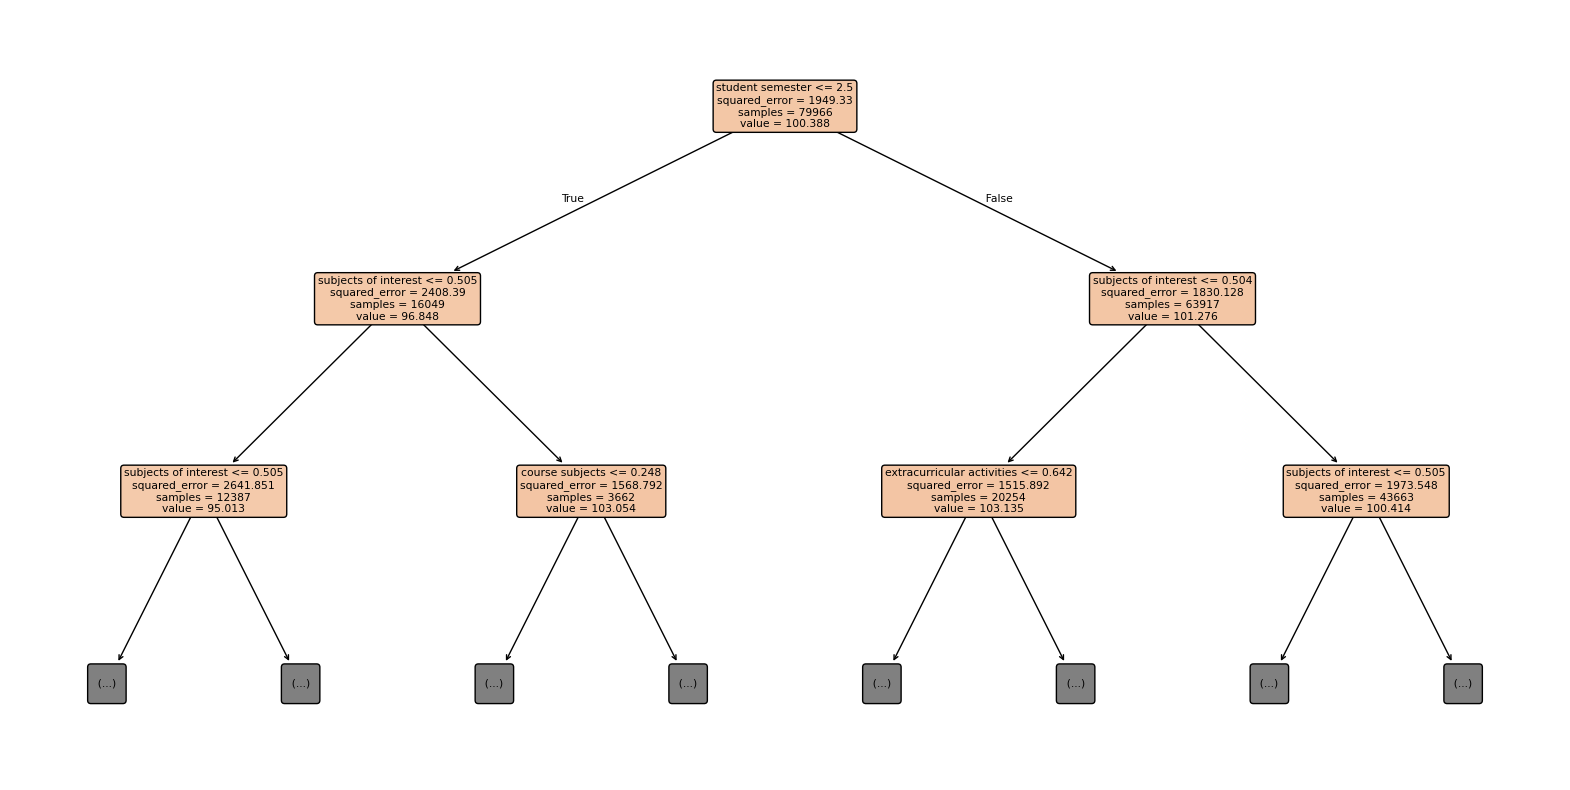 student semester <= 2.5
squared_error = 1949.33
samples = 79966
value = 100.388
True
False
subjects of interest <= 0.505
squared_error = 2408.39
samples = 16049
value = 96.848
subjects of interest <= 0.504
squared_error = 1830.128
samples = 63917
value = 101.276
subjects of interest <= 0.505
squared_error = 2641.851
samples = 12387
value = 95.013
course subjects <= 0.248
squared_error = 1568.792
samples = 3662
value = 103.054
extracurricular activities <= 0.642
squared_error = 1515.892
samples = 20254
value = 103.135
subjects of interest <= 0.505
squared_error = 1973.548
samples = 43663
value = 100.414
(...)
(...)
(...)
(...)
(...)
(...)
(...)
(...)